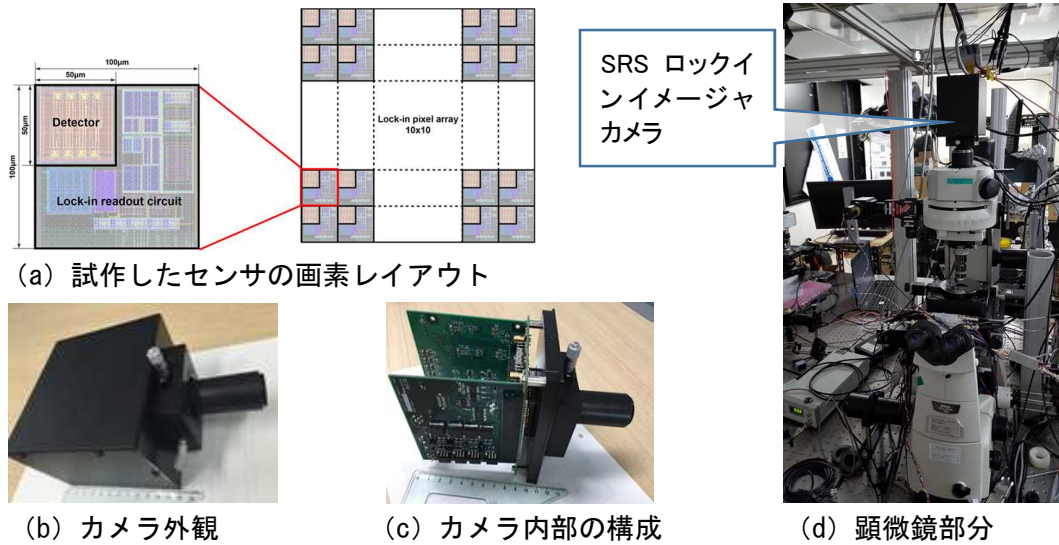 100μm
50μm
50μm
100μm
Detector
Lock-in readout circuit
Lock-in pixel array
10x10
SRS ロックイ
ンイメージャ
カメラ
(a) 試作したセンサの画素レイアウト
(b) カメラ外観
(c) カメラ内部の構成
(d) 顕微鏡部分